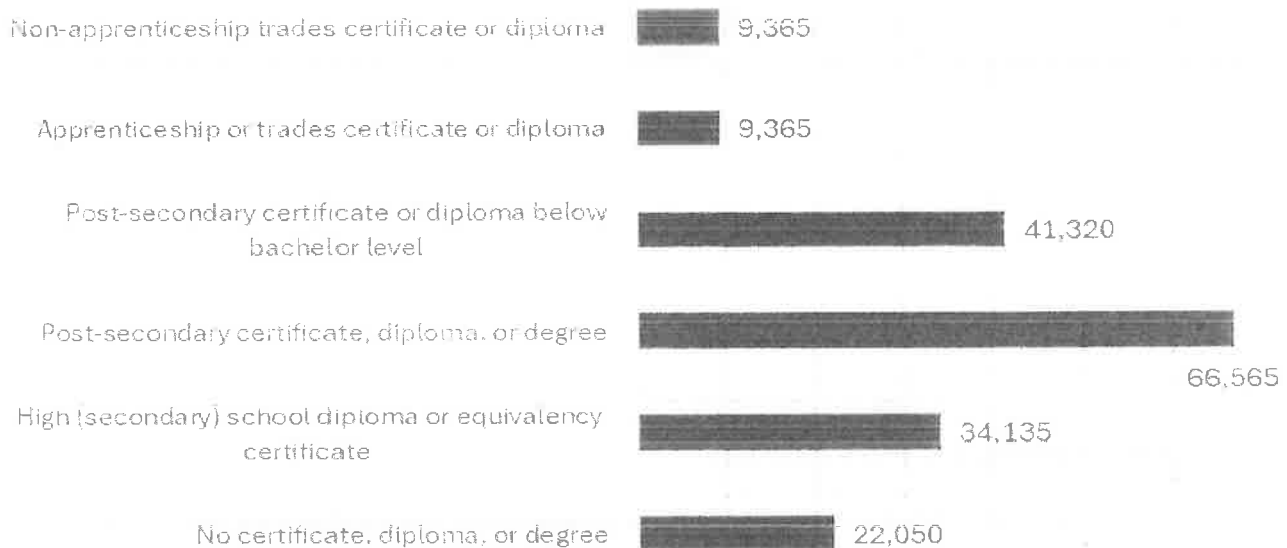 Non-apprenticeship trades certificate or diploma 9,365
Apprenticeship or trades certificate or diploma 9,365
Post-secondary certificate or diploma below
bachelor level
41,320
Post-secondary certificate, diploma, or degree
66,565
High (secondary) school diploma or equivalency
certificate
34,135
No certificate, diploma, or degree 22,050